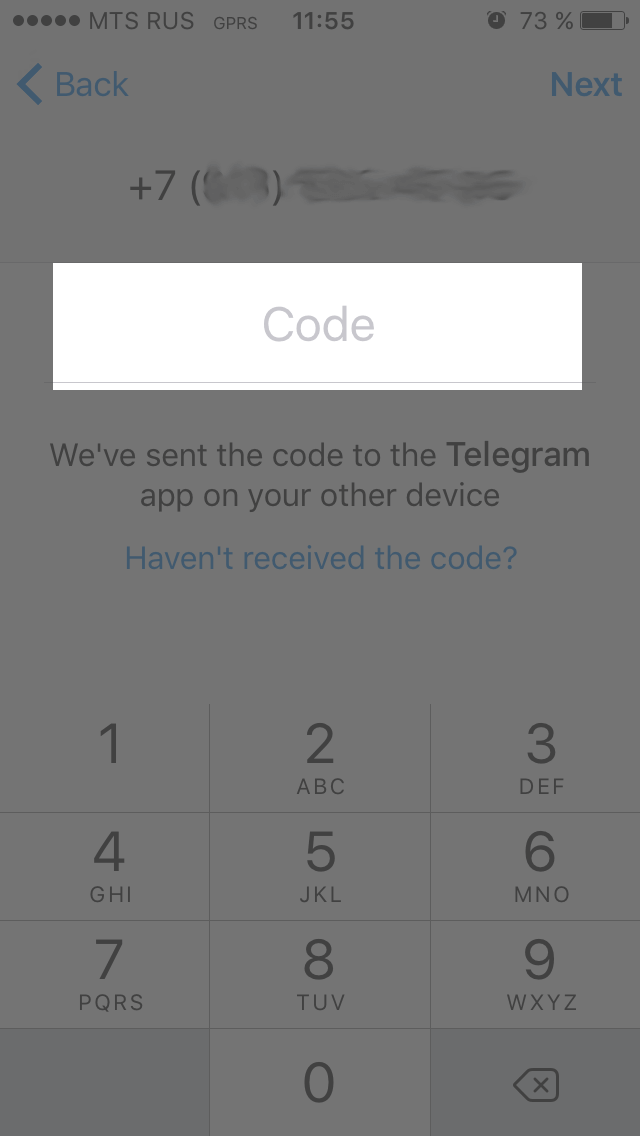 MTS RUS GPRS 11:55 73 %
Back Next
+7 ( )
Code
We've sent the code to the Telegram
app on your other device
Haven't received the code?
1 2 3
ABC DEF
4 5 6
GHI JKL MNO
7 8 9
PQRS TUV WXYZ
0